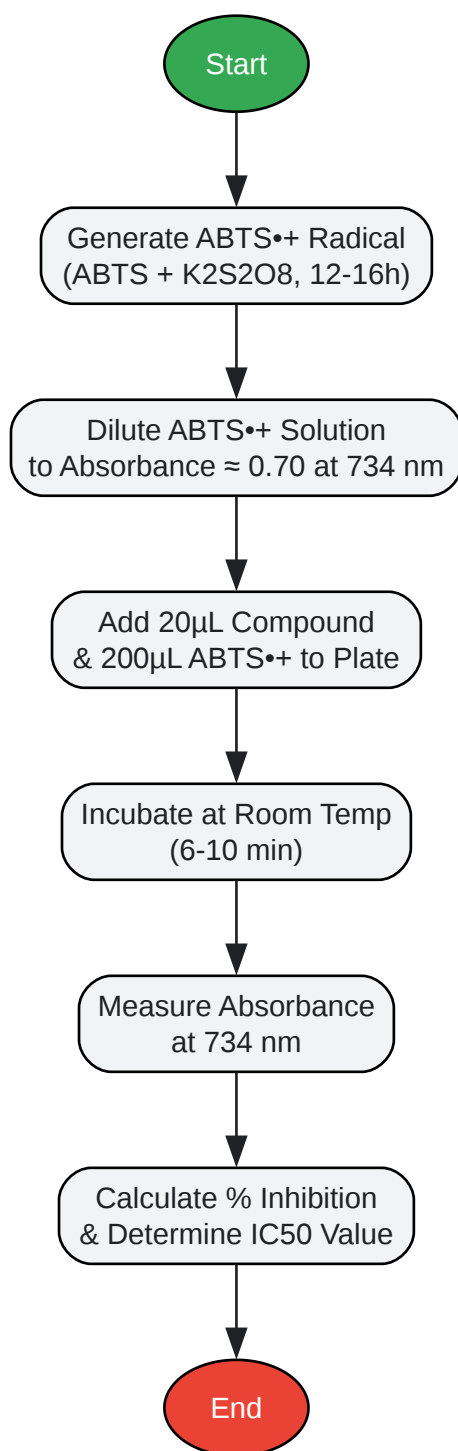 Start
Generate ABTS•+ Radical
(ABTS + K2S2O8, 12-16h)
Dilute ABTS•+ Solution
to Absorbance ≈ 0.70 at 734 nm
Add 20µL Compound
& 200µL ABTS•+ to Plate
Incubate at Room Temp
(6-10 min)
Measure Absorbance
at 734 nm
Calculate % Inhibition
& Determine IC50 Value
End